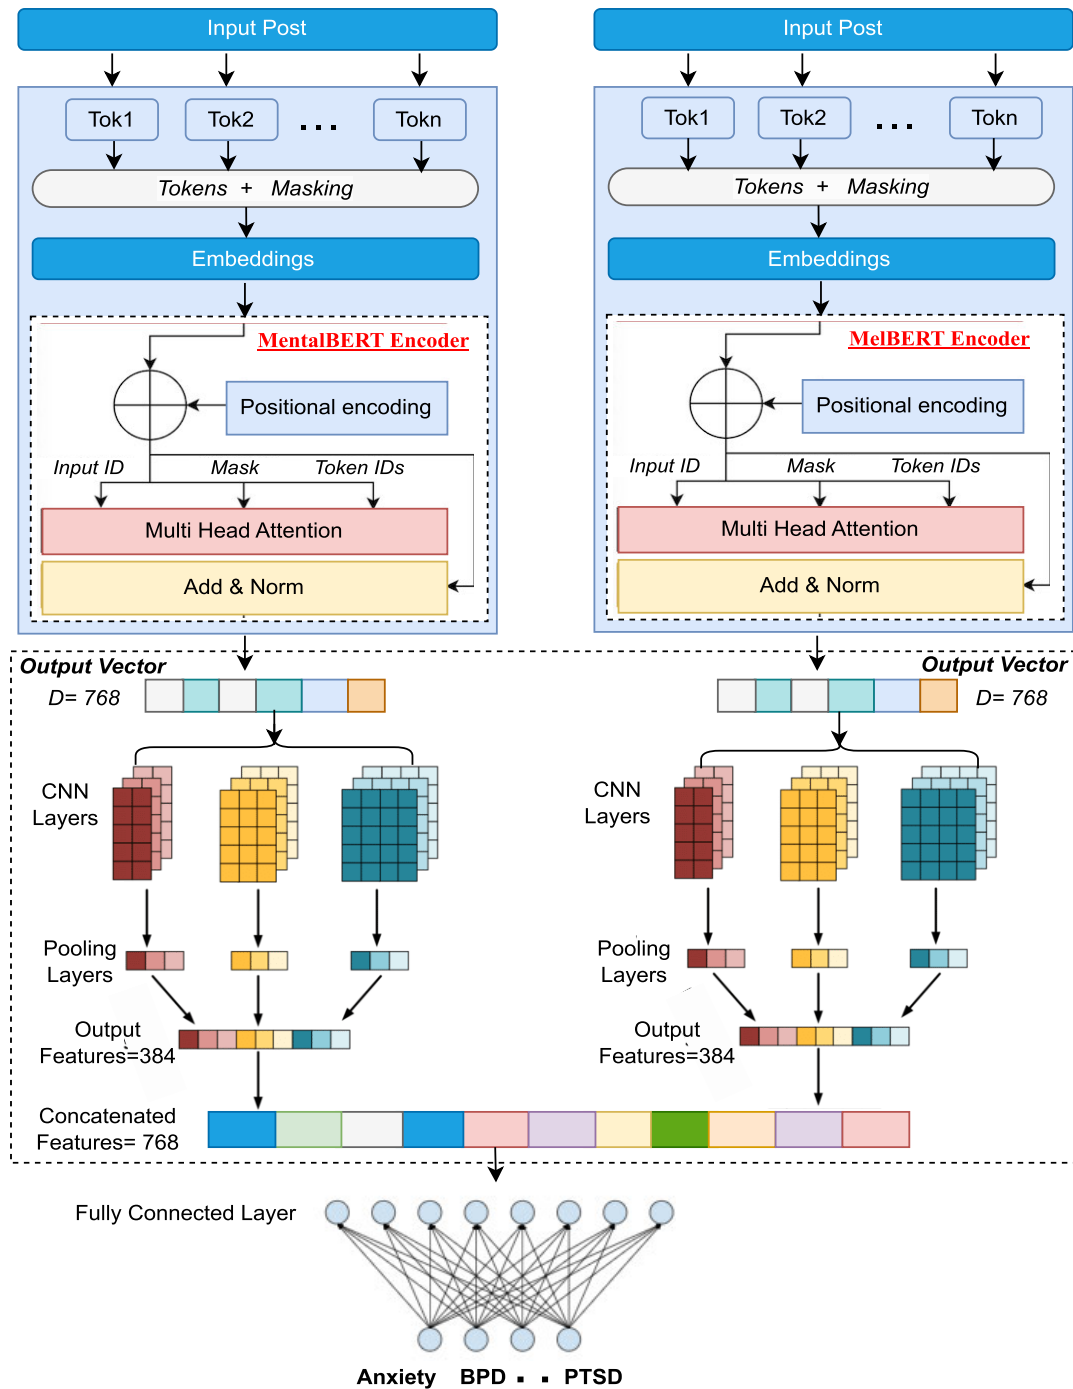 Input Post
Tok1 Tok2 ... Tokn
Tokens + Masking
Embeddings
MentalBERT Encoder
Positional encoding
Input ID Mask Token IDs
Multi Head Attention
Add & Norm
Input Post
Tok1 Tok2 ... Tokn
Tokens + Masking
Embeddings
MelBERT Encoder
Positional encoding
Input ID Mask Token IDs
Multi Head Attention
Add & Norm
Output Vector
D= 768
CNN
Layers
Pooling
Layers
Output
Features=384
Output Vector
D= 768
CNN
Layers
Pooling
Layers
Output
Features=384
Concatenated
Features= 768
Fully Connected Layer
Anxiety BPD . . PTSD